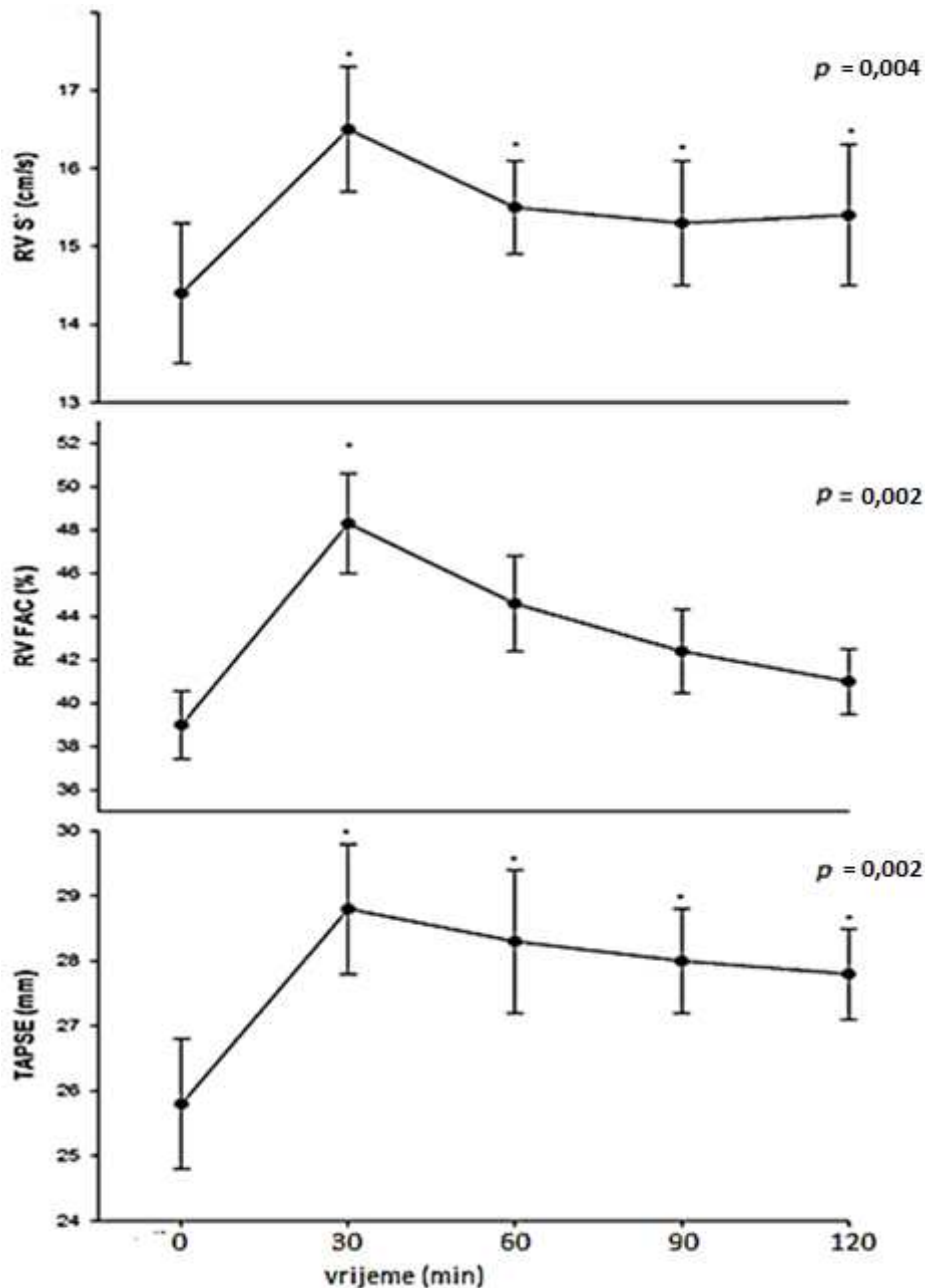 17
p = 0,004
16
RV S' (cm/s)
15
14
13
52
50
p = 0,002
48
46
RV FAC (%)
44
42
40
38
36
30
p = 0,002
29
28
TAPSE (mm)
27
26
25
24
0 30 60 90 120
vrijeme (min)